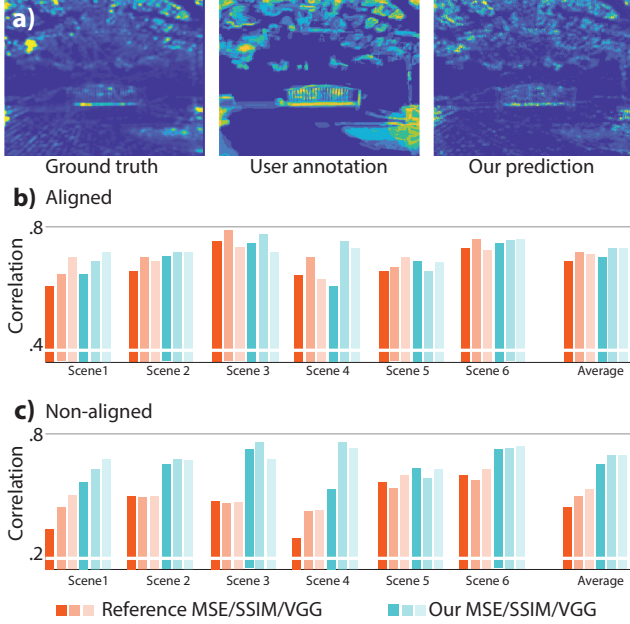 a)
Ground truth
User annotation
Our prediction
b) Aligned
.8
Correlation
.4
Scene1
Scene 2
Scene 3
Scene 4
Scene 5
Scene 6
Average
c) Non-aligned
.8
Correlation
.2
Scene1
Scene 2
Scene 3
Scene 4
Scene 5
Scene 6
Average
Reference MSE/SSIM/VGG
Our MSE/SSIM/VGG